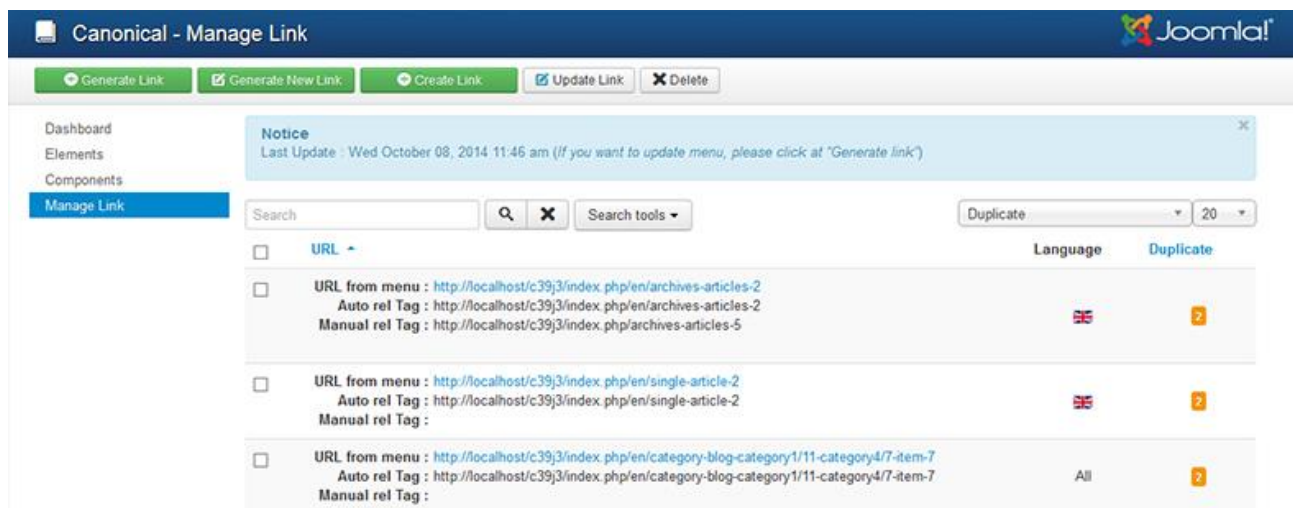 Canonical - Manage Link
Joomla!
Generate Link Generate New Link Create Link Update Link Delete
Dashboard
Elements
Components
Manage Link
Notice
Last Update : Wed October 08, 2014 11:46 am (If you want to update menu, please click at "Generate link")
Search Search tools Duplicate 20
URL Language Duplicate
URL from menu : http://localhost/c39j3/index.php/en/archives-articles-2
Auto rel Tag : http://localhost/c39j3/index.php/en/archives-articles-2
Manual rel Tag : http://localhost/c39j3/index.php/archives-articles-5
2
URL from menu : http://localhost/c39j3/index.php/en/single-article-2
Auto rel Tag : http://localhost/c39j3/index.php/en/single-article-2
Manual rel Tag :
2
URL from menu : http://localhost/c39j3/index.php/en/category-blog-category1/11-category4/7-item-7
Auto rel Tag : http://localhost/c39j3/index.php/en/category-blog-category1/11-category4/7-item-7
Manual rel Tag :
All 2